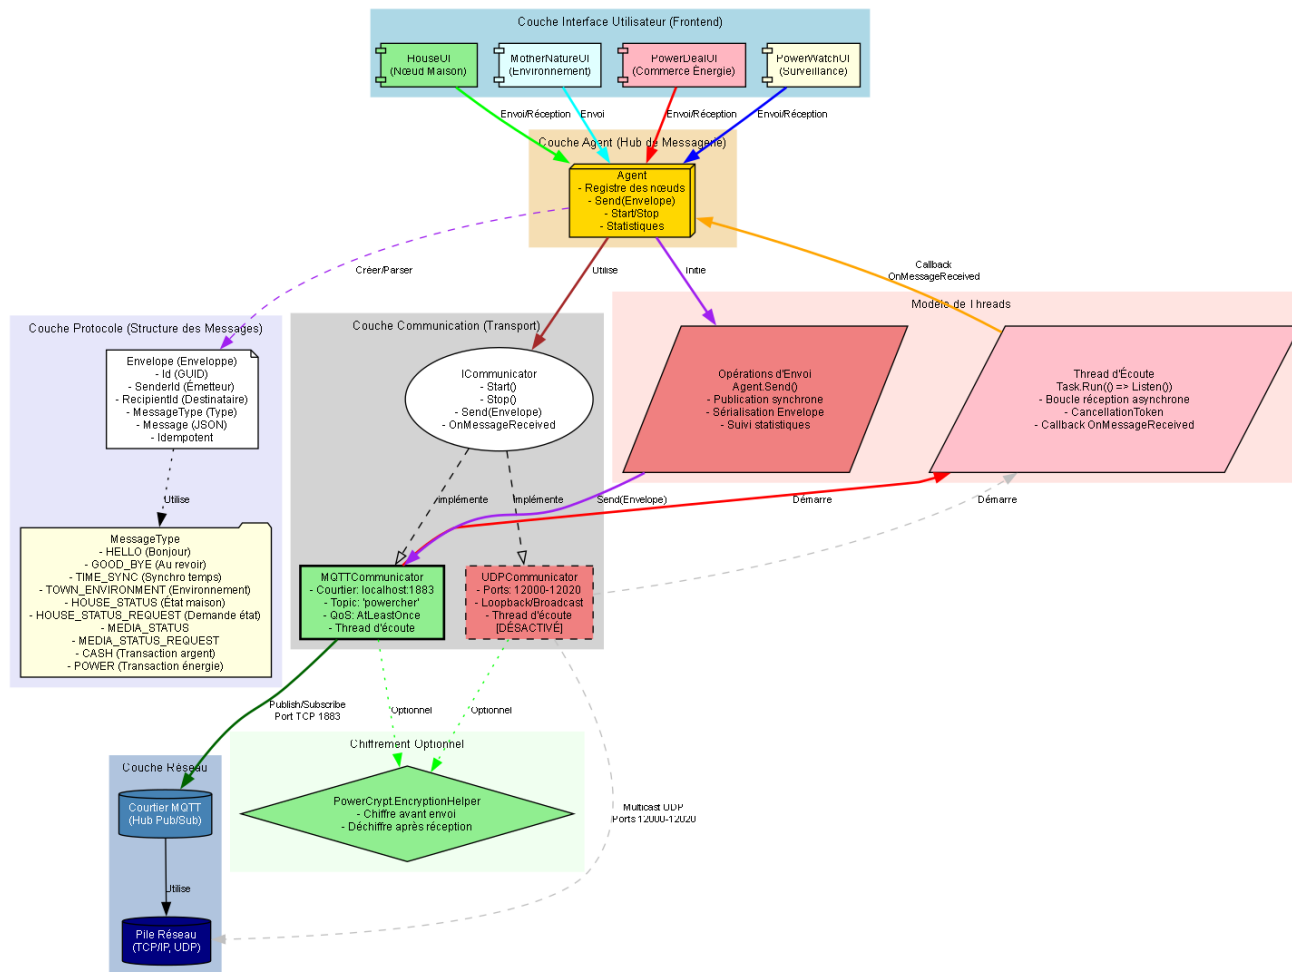 Couche Interface Utilisateur (Frontend)
HouseUI
(Nœud Maison)
MotherNatureUI
(Environnement)
PowerDealUI
(Commerce Énergie)
PowerWatchUI
(Surveillance)
Envoi/Réception
Envoi
Envoi/Réception
Envoi/Réception
Couche Agent (Hub de Messagerie)
Agent
- Registre des nœuds
- Send(Envelope)
- Start/Stop
- Statistiques
Créer/Parser
Utilise
Initie
Callback
OnMessageReceived
Couche Protocole (Structure des Messages)
Envelope (Enveloppe)
- Id (GUID)
- SenderId (Émetteur)
- RecipientId (Destinataire)
- MessageType (Type)
- Message (JSON)
- Idempotent
Utilise
MessageType
- HELLO (Bonjour)
- GOOD_BYE (Au revoir)
- TIME_SYNC (Synchro temps)
- TOWN_ENVIRONMENT (Environnement)
- HOUSE_STATUS (État maison)
- HOUSE_STATUS_REQUEST (Demande état)
- MEDIA_STATUS
- MEDIA_STATUS_REQUEST
- CASH (Transaction argent)
- POWER (Transaction énergie)
Couche Communication (Transport)
ICommunicator
- Start()
- Stop()
- Send(Envelope)
- OnMessageReceived
implémente
implémente
MQTTCommunicator
- Courtier: localhost:1883
- Topic: 'powercher'
- QoS: AtLeastOnce
- Thread d'écoute
UDPCommunicator
- Ports: 12000-12020
- Loopback/Broadcast
- Thread d'écoute
[DÉSACTIVÉ]
Modèle de Threads
Opérations d'Envoi
Agent.Send()
- Publication synchrone
- Sérialisation Envelope
- Suivi statistiques
Thread d'Écoute
Task.Run(() => Listen())
- Boucle réception asynchrone
- CancellationToken
- Callback OnMessageReceived
Send(Envelope)
Démarre
Démarre
Publish/Subscribe
Port TCP 1883
Optionnel
Optionnel
Chiffrement Optionnel
PowerCrypt.EncryptionHelper
- Chiffre avant envoi
- Déchiffre après réception
Multicast UDP
Ports 12000-12020
Couche Réseau
Courtier MQTT
(Hub Pub/Sub)
Utilise
Pile Réseau
(TCP/IP, UDP)